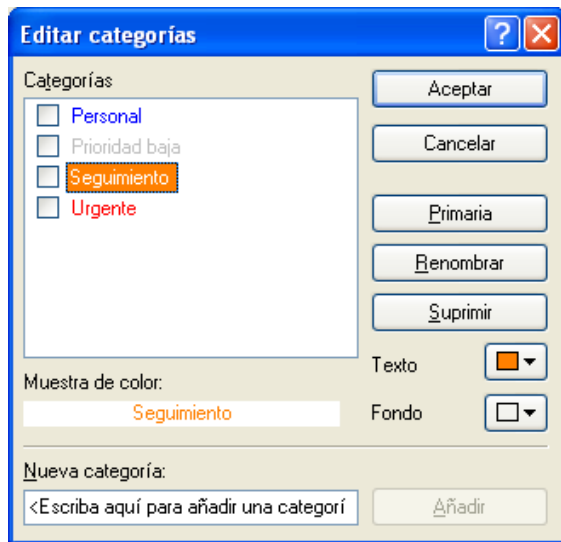 Editar categorías
Categorías
Personal
Prioridad baja
Seguimiento
Urgente
Aceptar
Cancelar
Primaria
Renombrar
Suprimir
Texto
Muestra de color:
Seguimiento
Fondo
Nueva categoría:
<Escriba aquí para añadir una categorí
Añadir